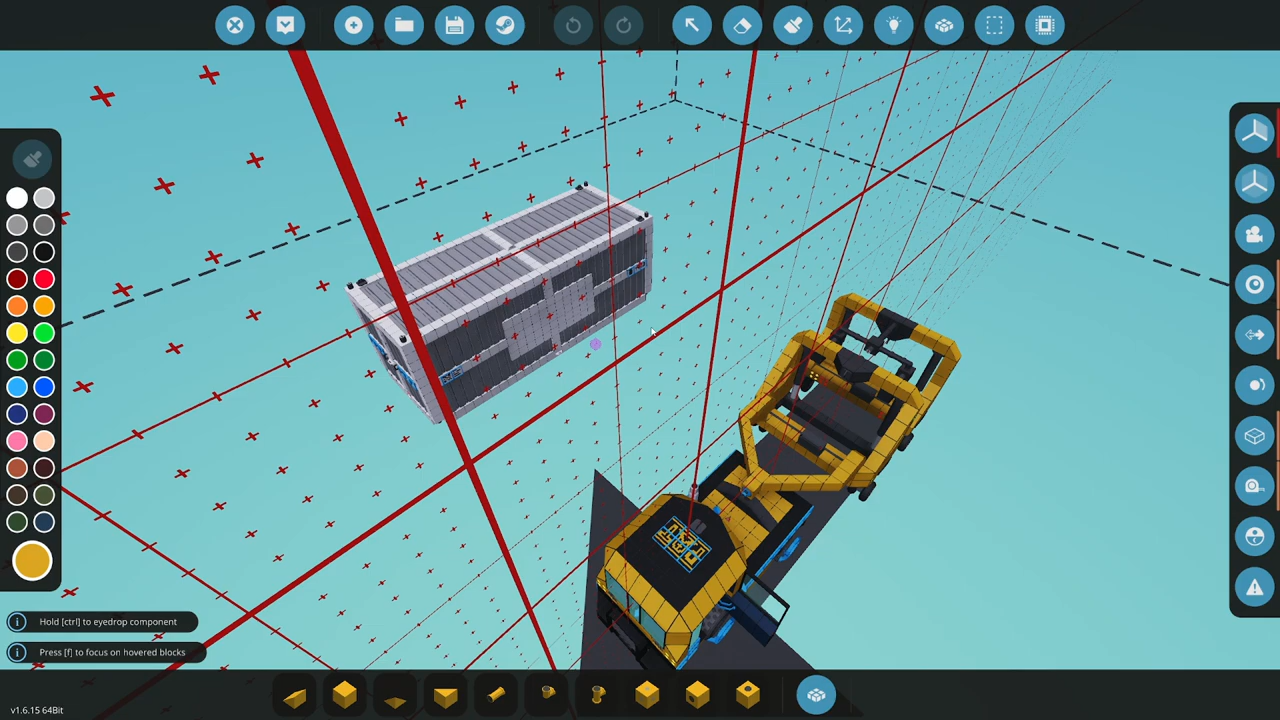 Hold [ctrl] to eyedrop component
Press [f] to focus on hovered blocks
v1.6.15 64Bit